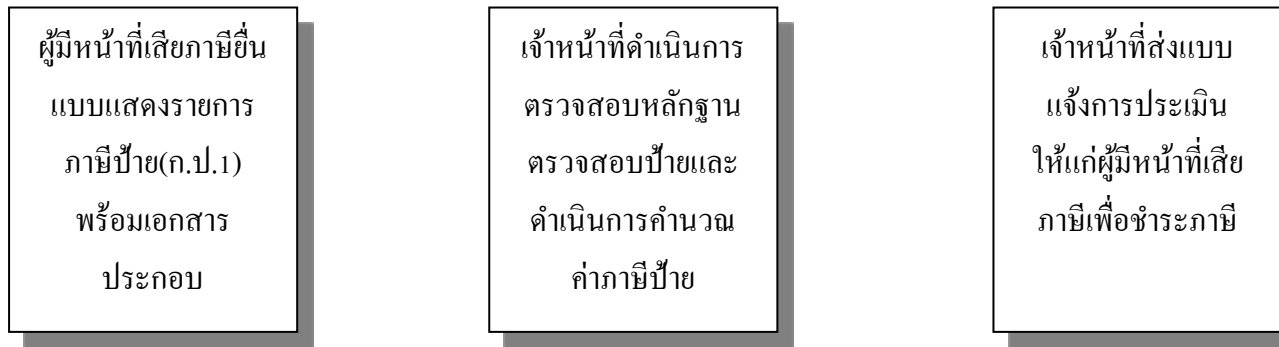 ผู้มีหน้าที่เสียภาษียื่น
แบบแสดงรายการ
ภาษีป้าย(ก.ป.1)
พร้อมเอกสาร
ประกอบ
เจ้าหน้าที่ดำเนินการ
ตรวจสอบหลักฐาน
ตรวจสอบป้ายและ
ดำเนินการคำนวณ
ค่าภาษีป้าย
เจ้าหน้าที่ส่งแบบ
แจ้งการประเมิน
ให้แก่ผู้มีหน้าที่เสีย
ภาษีเพื่อชำระภาษี